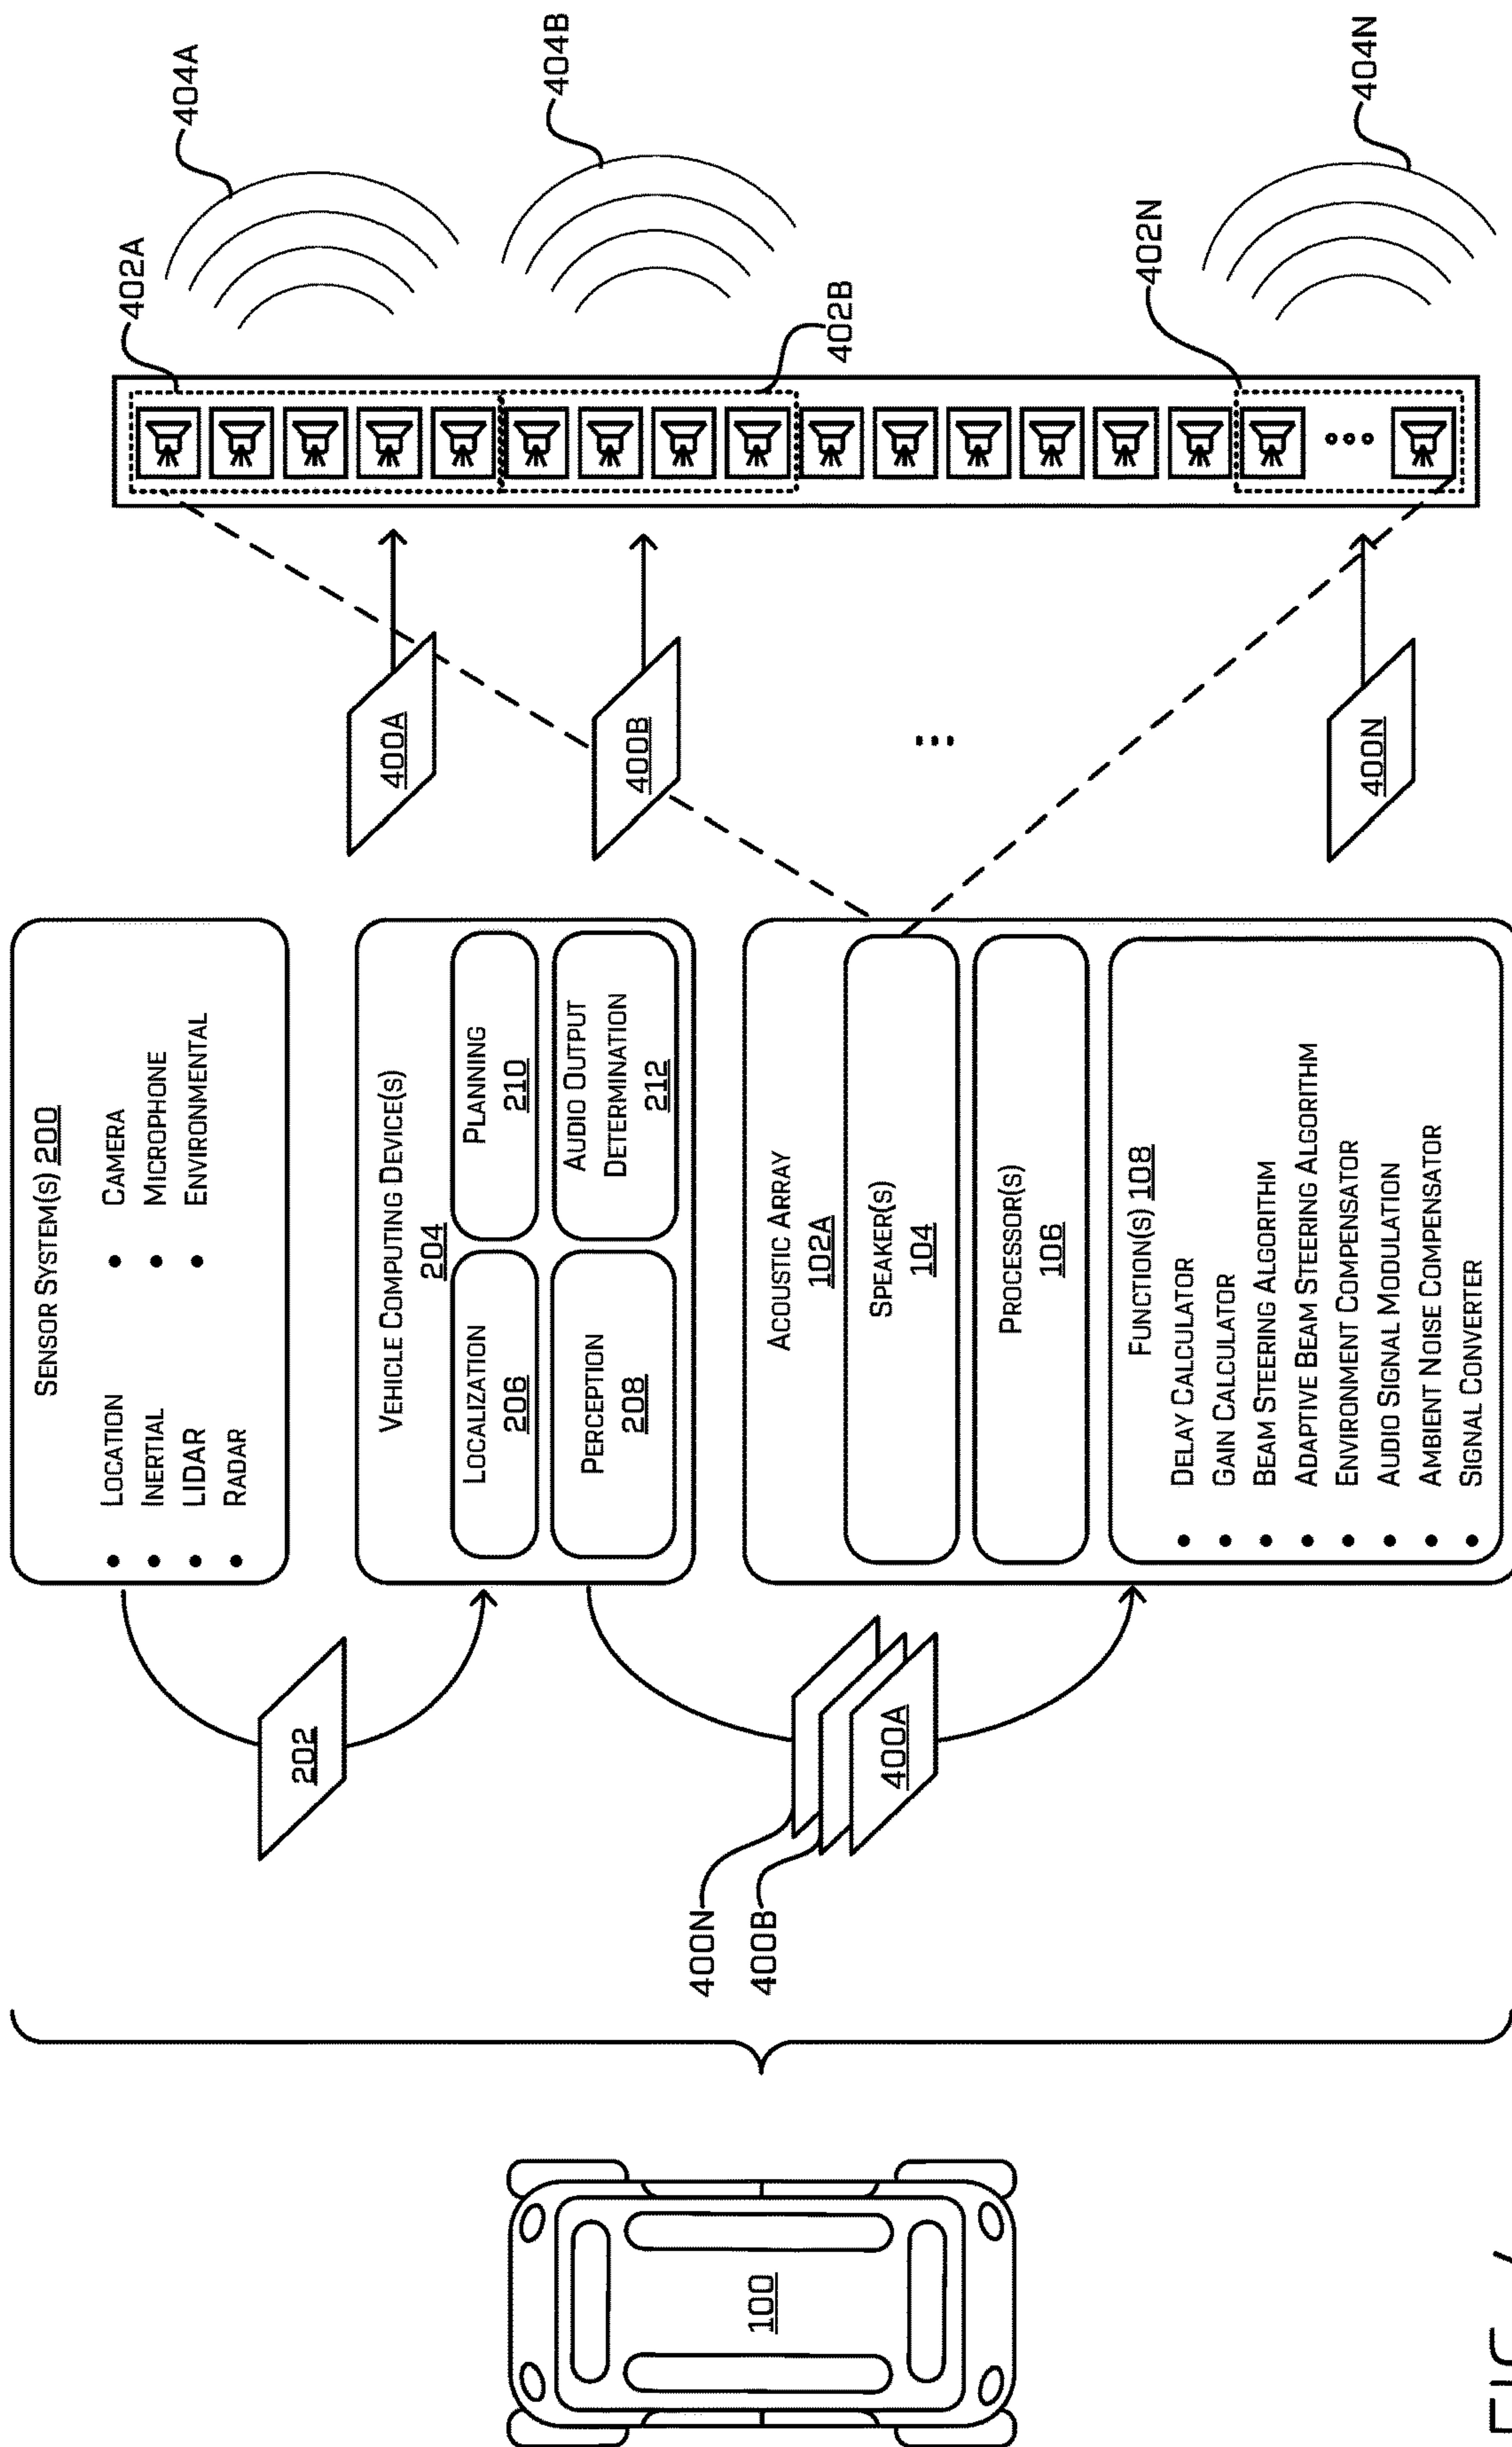 SENSOR SYSTEM(S) 200
• LOCATION
• INERTIAL
• LIDAR
• RADAR
• CAMERA
• MICROPHONE
• ENVIRONMENTAL
202
VEHICLE COMPUTING DEVICE(S)
204
LOCALIZATION
206
PLANNING
210
PERCEPTION
208
AUDIO OUTPUT
DETERMINATION
212
400N
400B
400A
ACOUSTIC ARRAY
102A
SPEAKER(S)
104
PROCESSOR(S)
106
FUNCTION(S) 108
• DELAY CALCULATOR
• GAIN CALCULATOR
• BEAM STEERING ALGORITHM
• ADAPTIVE BEAM STEERING ALGORITHM
• ENVIRONMENT COMPENSATOR
• AUDIO SIGNAL MODULATION
• AMBIENT NOISE COMPENSATOR
• SIGNAL CONVERTER
100
400A
400B
400N
402A
402B
402N
404A
404B
404N
FIG.